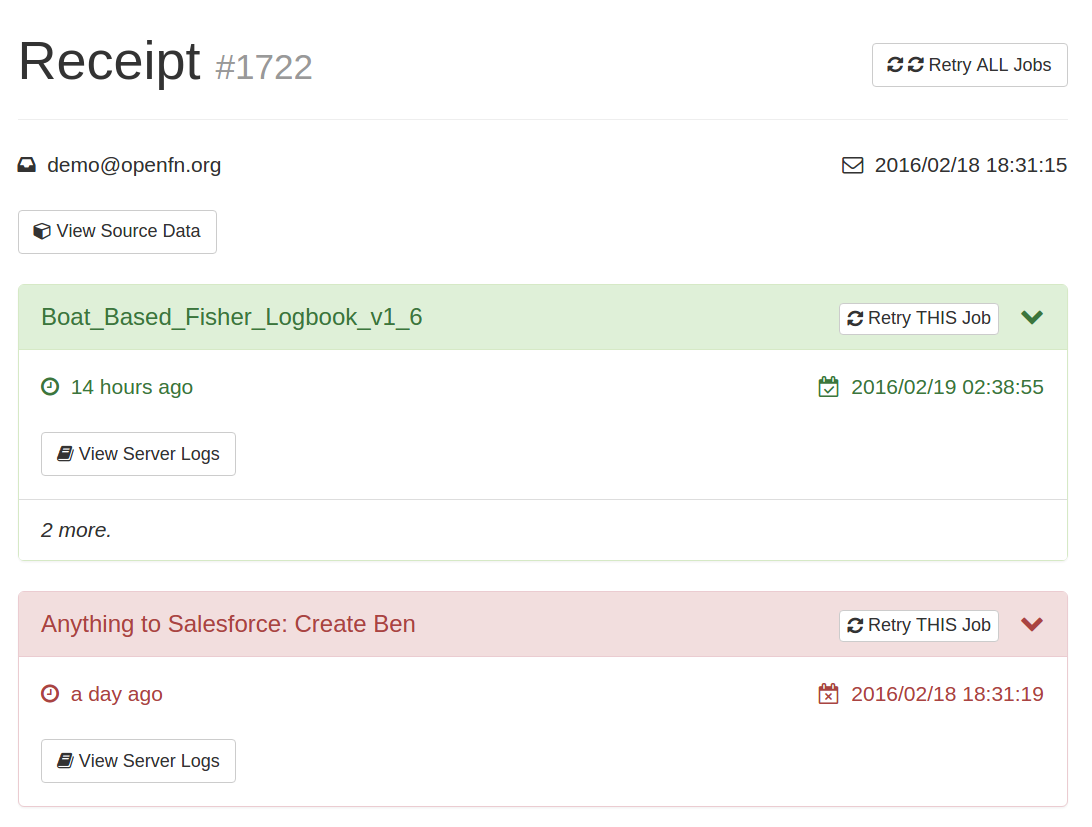 Receipt #1722
Retry ALL Jobs
demo@openfn.org
2016/02/18 18:31:15
View Source Data
Boat_Based_Fisher_Logbook_v1_6
Retry THIS Job
14 hours ago
2016/02/19 02:38:55
View Server Logs
2 more.
Anything to Salesforce: Create Ben
Retry THIS Job
a day ago
2016/02/18 18:31:19
View Server Logs